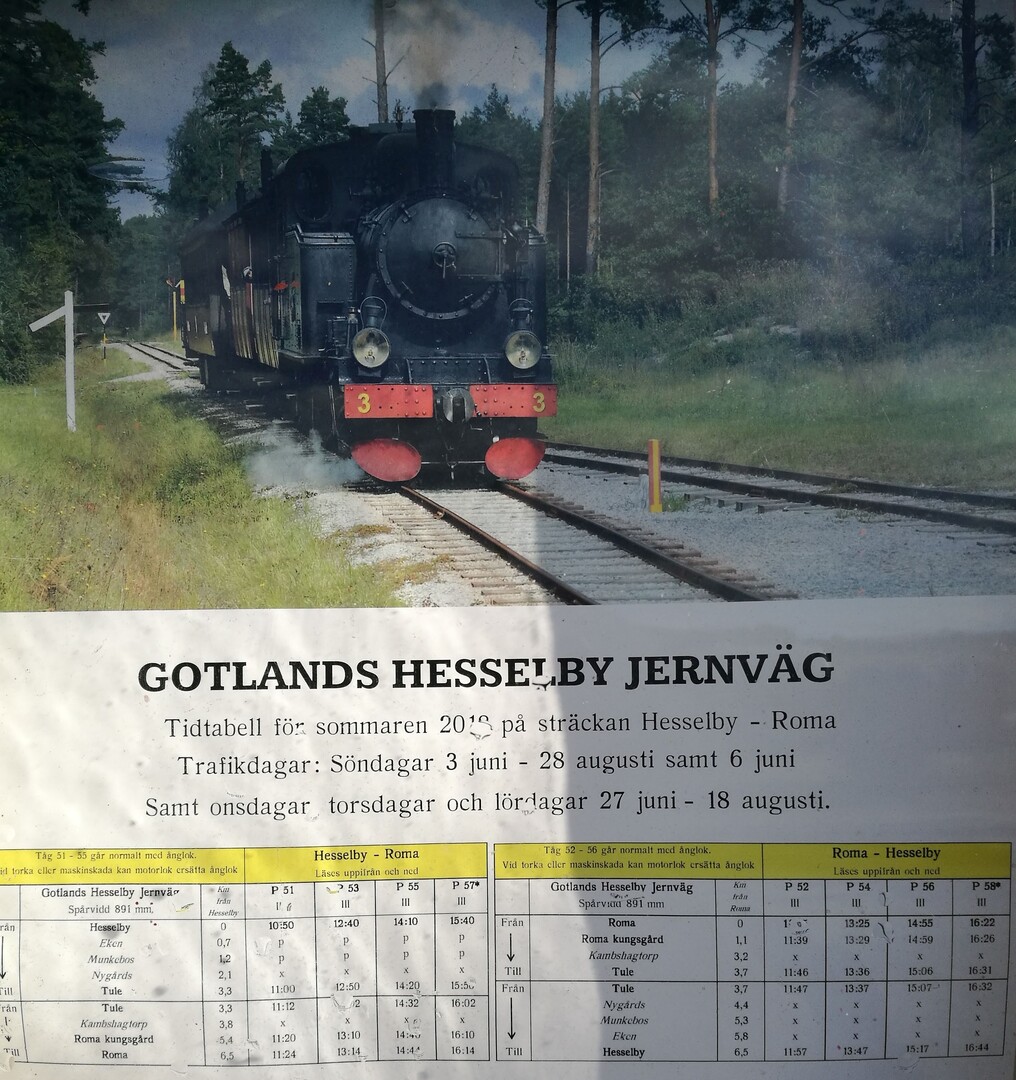 3 3
GOTLANDS HESSELBY JERNVÄG
Tidtabell för sommaren på sträckan Hesselby - Roma
Trafikdagar: Söndagar 3 juni - 28 augusti samt 6 juni
Samt onsdagar torsdagar och lördagar 27 juni - 18 augusti.
Tåg 51 - 55 går normalt med ånglok.
torka eller maskinskada kan motorlok ersätta ånglok
Hesselby - Roma
Läses uppifrån och ned
Gotlands Hesselby Jernväg Km från Hesselby P 51 53 P 55 P 57*
Spårvidd 891 mm. III III III
Hesselby 0 10:50 12:40 14:10 15:40
Eken 0,7 p p p p
Munkebos 1,2 p p p p
Nygårds 2,1 x x x x
Tule 3,3 11:00 12:50 14:20
Tule 3,3 11:12 14:32 16:02
Kambshagtorp 3,8 x x x x
Roma kungsgård 5,4 11:20 13:10 16:10
Roma 6,5 11:24 13:14 16:14
Tåg 52 - 56 går normalt med ånglok.
Vid torka eller maskinskada kan motorlok ersätta ånglok
Roma - Hesselby
Läses uppifrån och ned
Gotlands Hesselby Jernväg Km från Roma P 52 P 54 P 56 P 58*
Spårvidd 891 mm III III III III
Från Roma 0 13:25 14:55 16:22
Roma kungsgård 1,1 11:39 13:29 14:59 16:26
Kambshagtorp 3,2 x x x x
Till Tule 3,7 11:46 13:36 15:06 16:31
Från Tule 3,7 11:47 13:37 15:07 16:32
Nygårds 4,4 x x x x
Munkebos 5,3 x x x x
Eken 5,8 x x x x
Till Hesselby 6,5 11:57 13:47 15:17 16:44